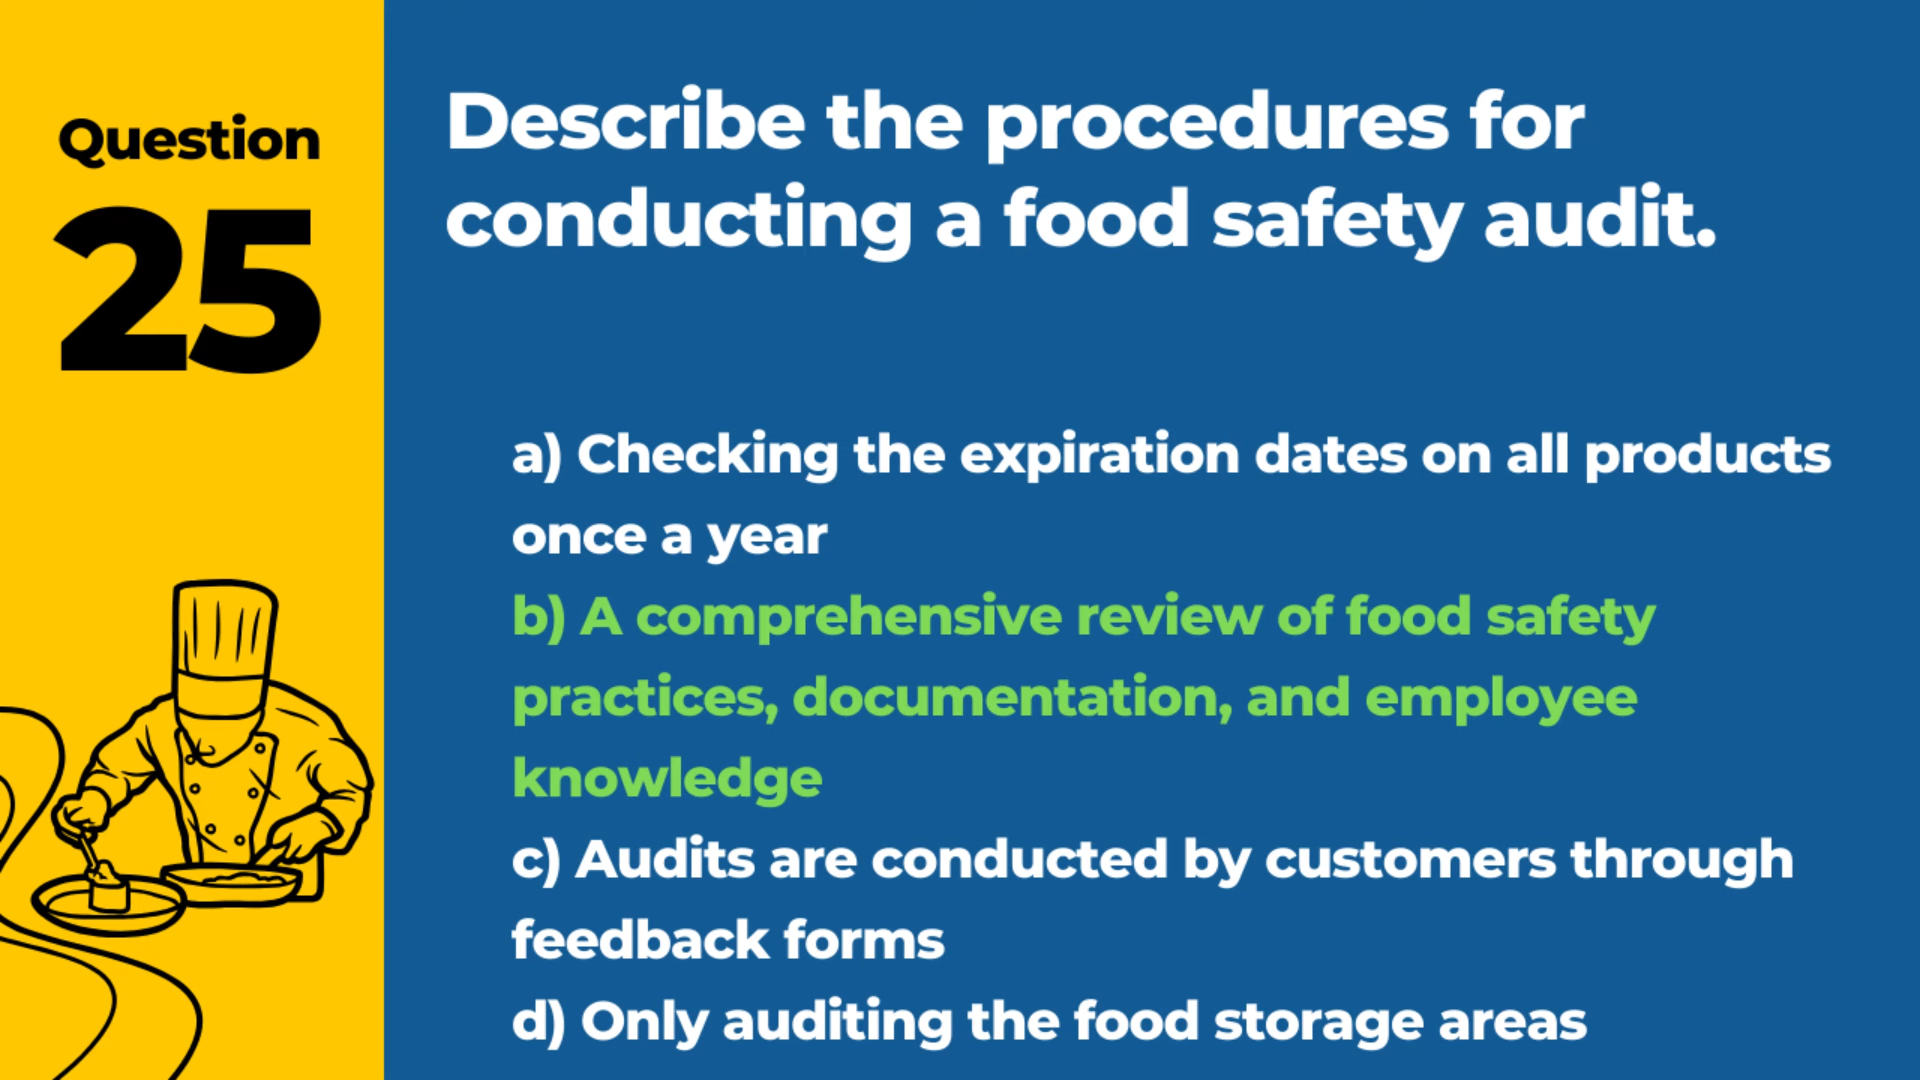 Question
25
Describe the procedures for
conducting a food safety audit.
a) Checking the expiration dates on all products
once a year
b) A comprehensive review of food safety
practices, documentation, and employee
knowledge
c) Audits are conducted by customers through
feedback forms
d) Only auditing the food storage areas